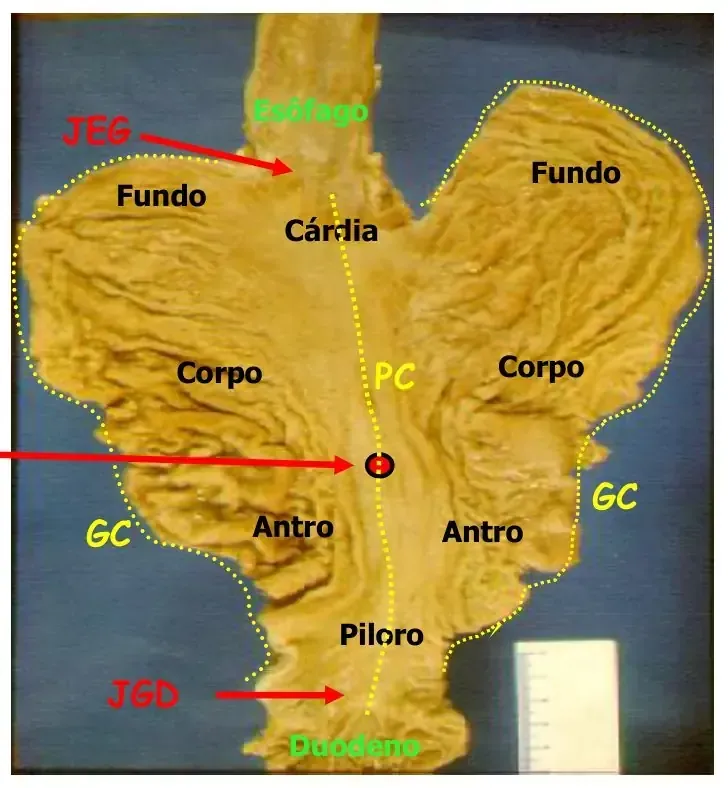 Esôfago
JEG
Fundo
Fundo
Cárdia
Corpo
PC
Corpo
GC
GC
Antro
Antro
Piloro
JGD
Duodeno